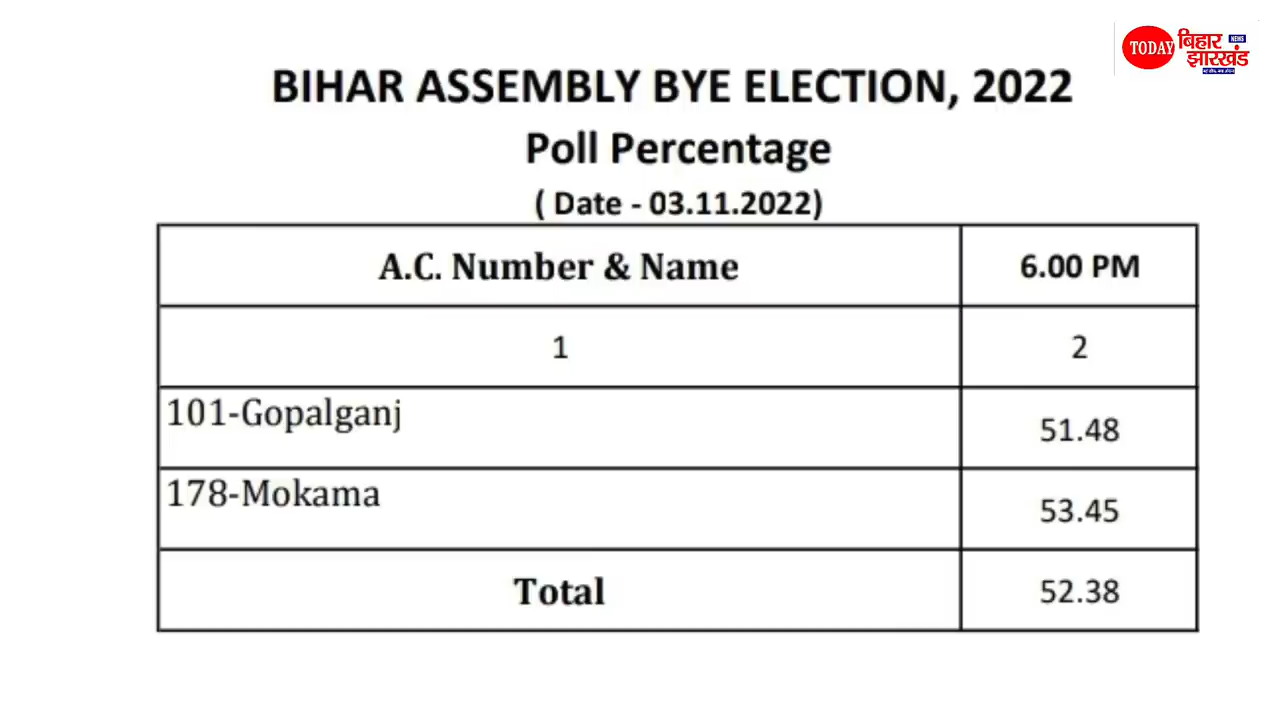 TODAY
बिहार
NEWS
झारखंड
BIHAR ASSEMBLY BYE ELECTION, 2022
Poll Percentage
( Date - 03.11.2022)
A.C. Number & Name 6.00 PM
1 2
101-Gopalganj 51.48
178-Mokama 53.45
Total 52.38